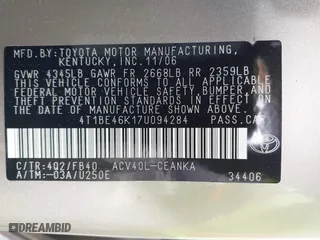 MFD.BY:TOYOTA MOTOR MANUFACTURING,
KENTUCKY,INC.11/06
GVWR 4345LB GAWR FR 2668LB RR 2359LB
THIS VEHICLE CONFORMS TO ALL APPLICABLE
FEDERAL MOTOR VEHICLE SAFETY, BUMPER, AND
THEFT PREVENTION STANDARDS IN EFFECT ON
THE DATE OF MANUFACTURE SHOWN ABOVE.
4T1BE46K17U094284 PASS.CAR
C/TR:4Q2/FB40 ACV40L-CEANKA
A/TM:-03A/U250E
34406
TOYOTA